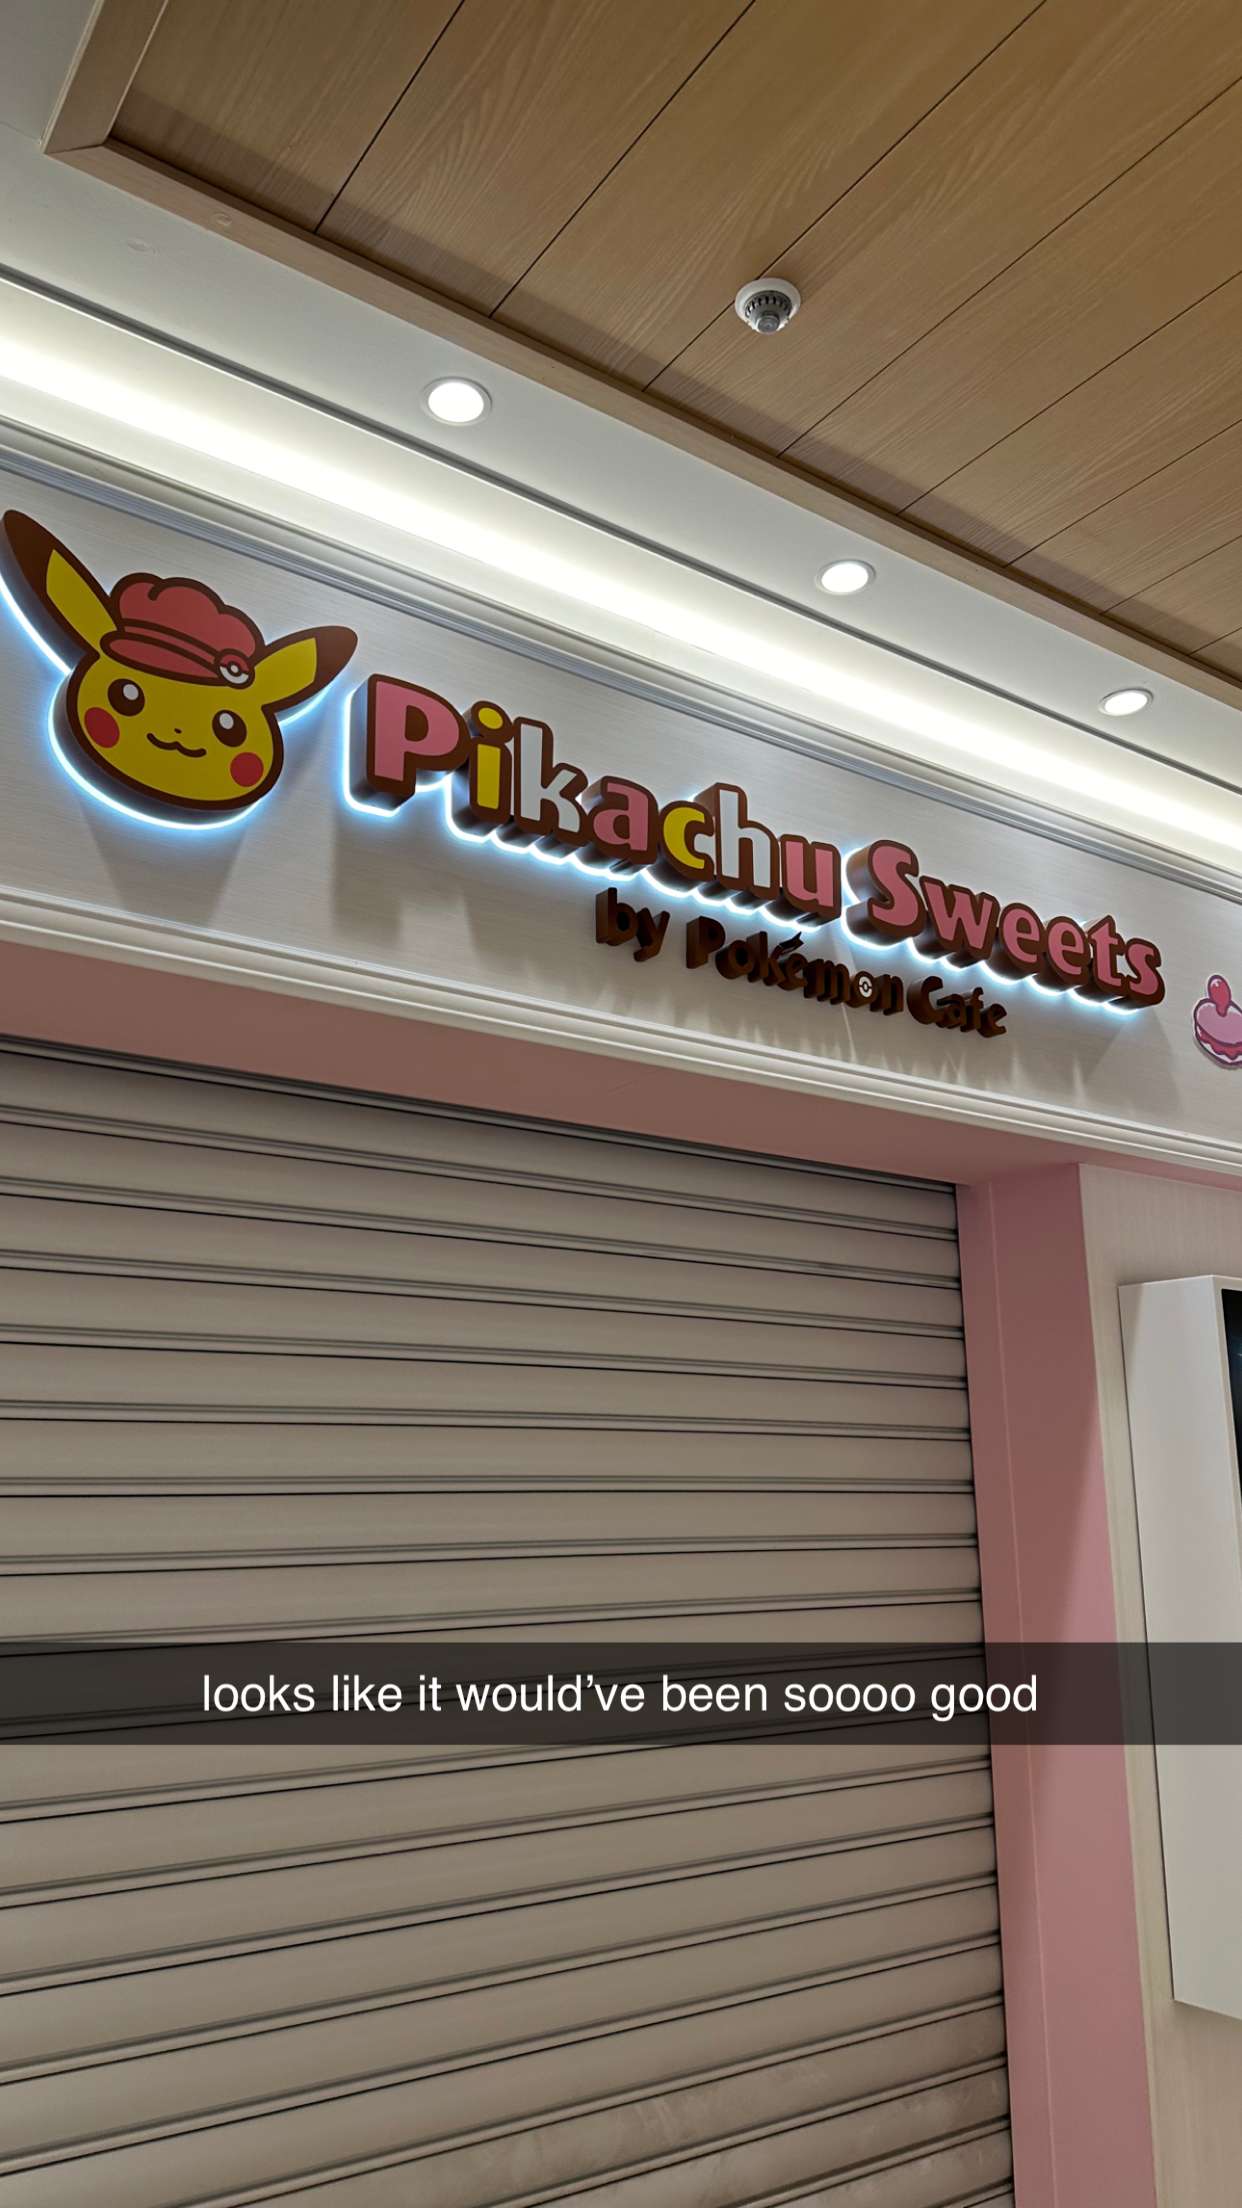 Pikachu Sweets
by Pokémon Cafe
looks like it would’ve been soooo good